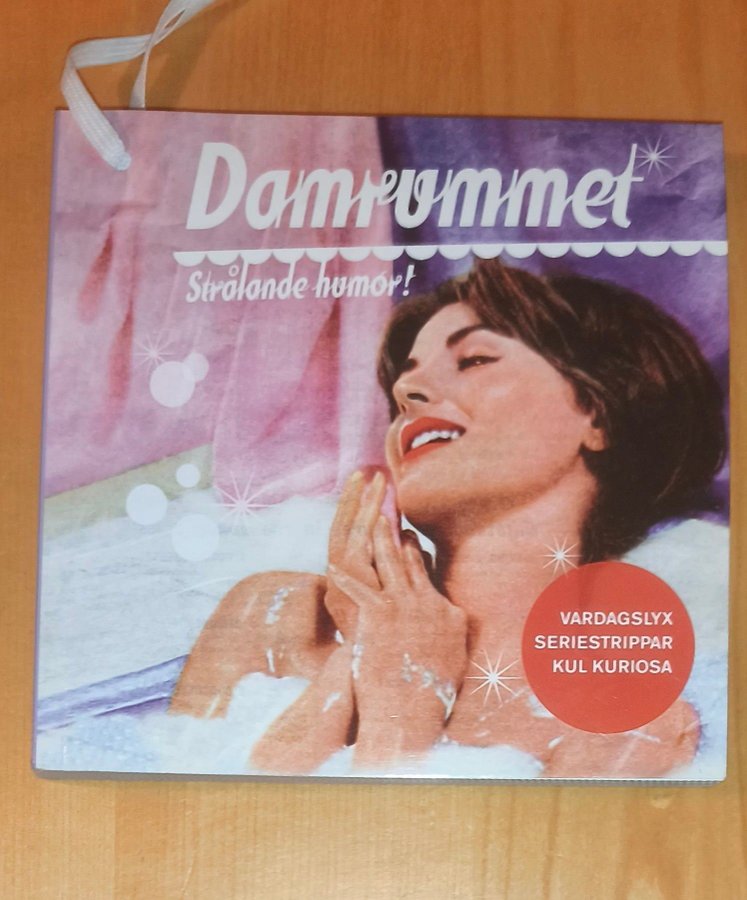 Damrummet
Strålande humör!
VARDAGSLYX
SERIESTRIPPAR
KUL KURIOSA